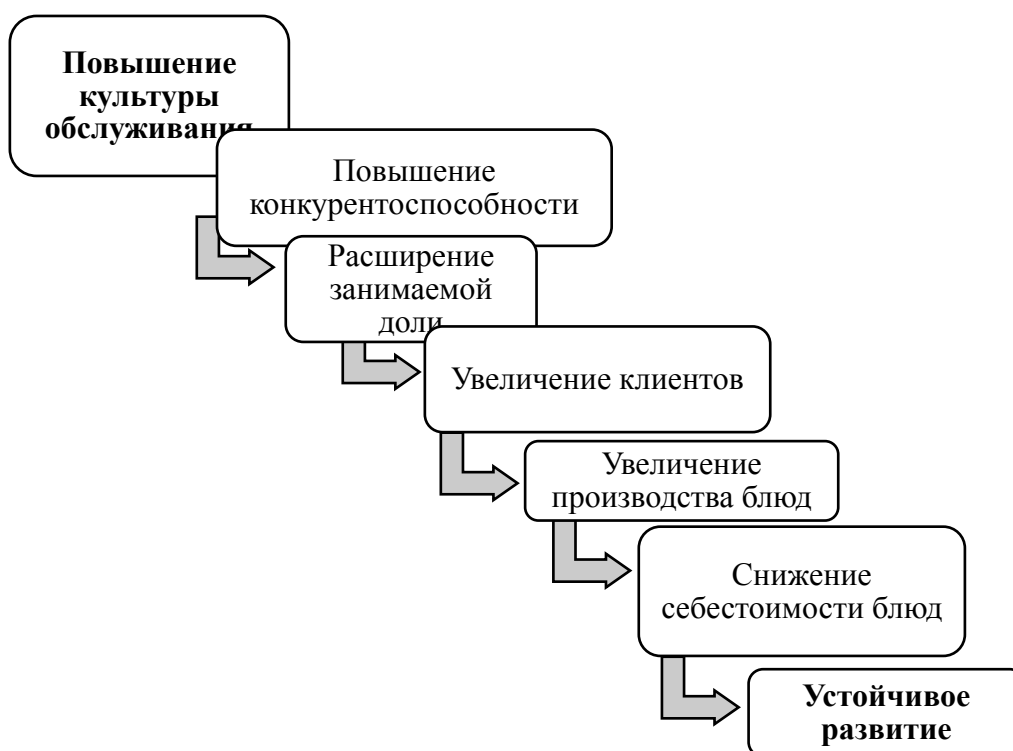 Повышение
культуры
обслуживания
Повышение
конкурентоспособности
Расширение
занимаемой
доли
Увеличение клиентов
Увеличение
производства блюд
Снижение
себестоимости блюд
Устойчивое
развитие